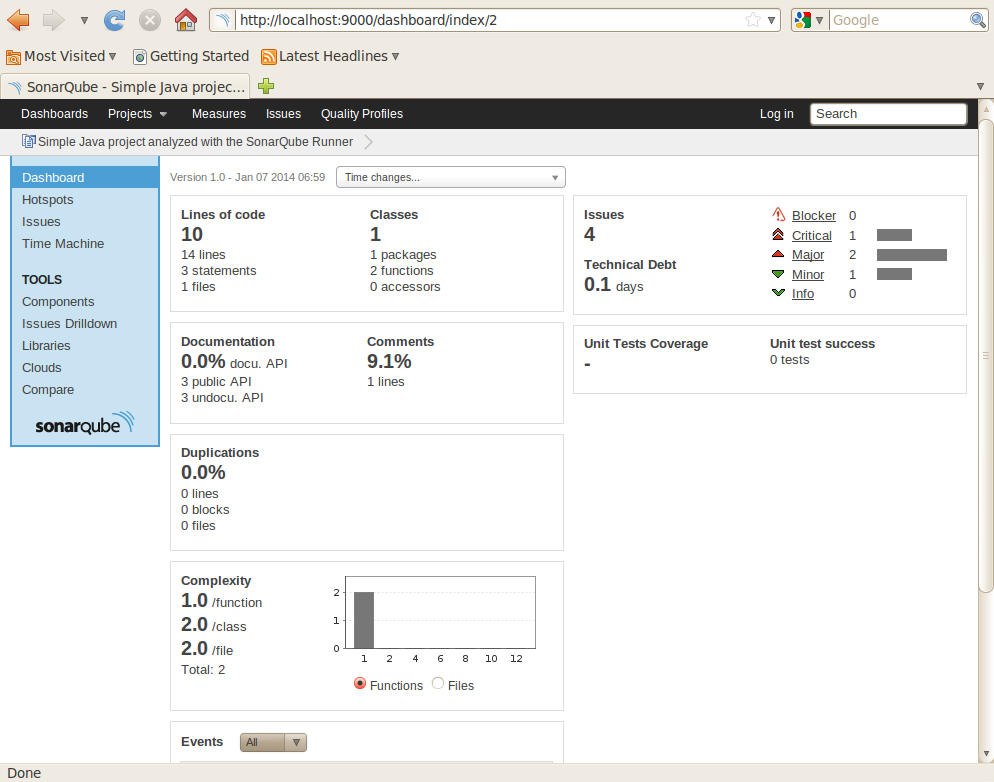 http://localhost:9000/dashboard/index/2
Google
Most Visited
Getting Started
Latest Headlines
SonarQube - Simple Java projec...
Dashboards
Projects
Measures
Issues
Quality Profiles
Log in
Search
Simple Java project analyzed with the SonarQube Runner
Dashboard
Hotspots
Issues
Time Machine
TOOLS
Components
Issues Drilldown
Libraries
Clouds
Compare
sonarqube
Version 1.0 - Jan 07 2014 06:59
Time changes...
Lines of code
10
14 lines
3 statements
1 files
Classes
1
1 packages
2 functions
0 accessors
Documentation
0.0% docu. API
3 public API
3 undocu. API
Comments
9.1%
1 lines
Duplications
0.0%
0 lines
0 blocks
0 files
Complexity
1.0 /function
2.0 /class
2.0 /file
Total: 2
2
1
0
1 2 4 6 8 10 12
Functions
Files
Events
All
Issues
4
Technical Debt
0.1 days
Blocker 0
Critical 1
Major 2
Minor 1
Info 0
Unit Tests Coverage
-
Unit test success
0 tests
Done